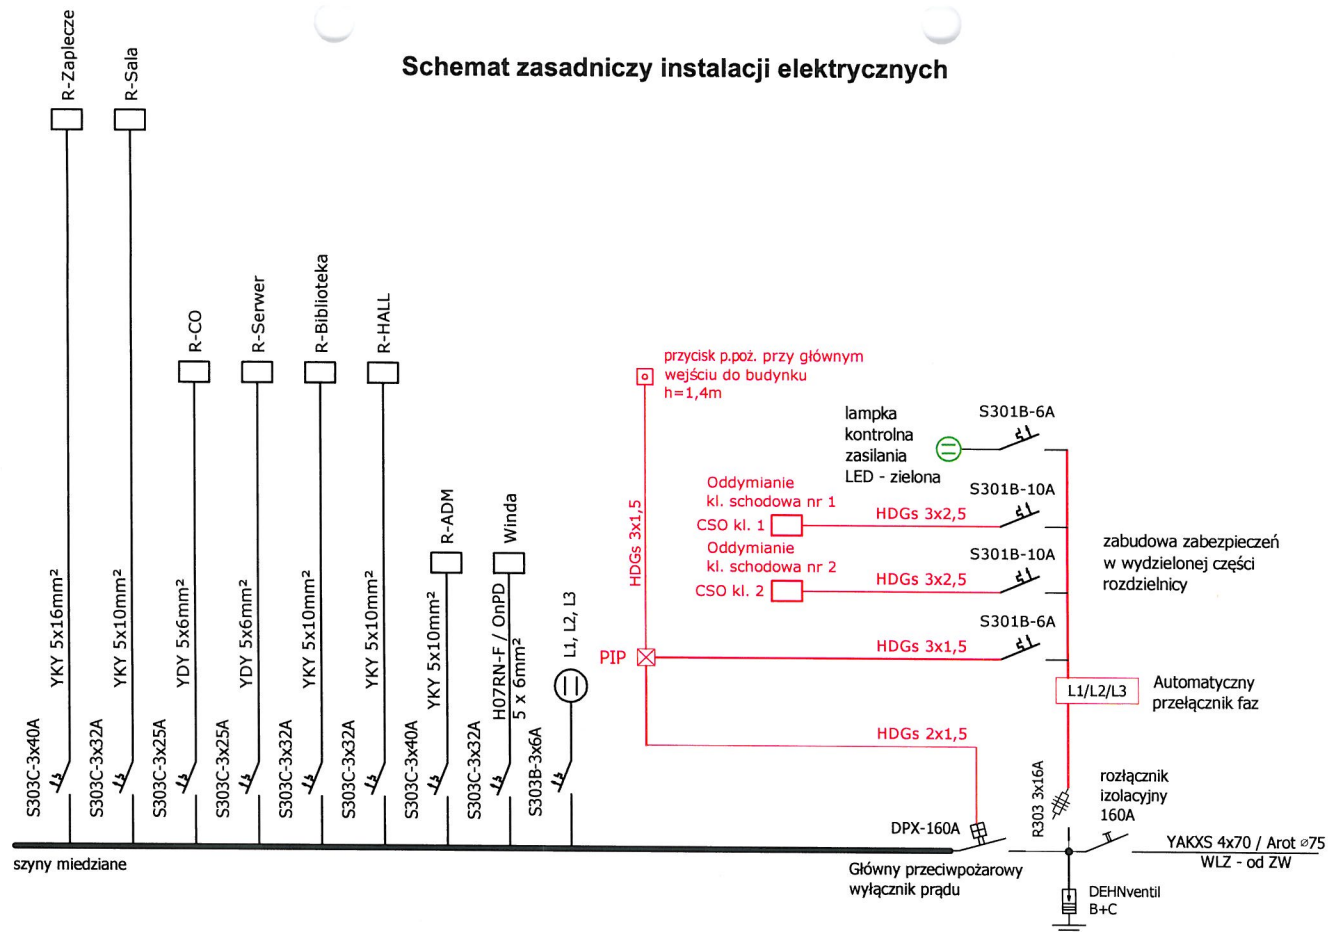 Schemat zasadniczy instalacji elektrycznych
R-Zaplecze
R-Sala
R-CO
R-Serwer
R-Biblioteka
R-HALL
R-ADM
Winda
L1, L2, L3
YKY 5x16mm²
YKY 5x10mm²
YDY 5x6mm²
YDY 5x6mm²
YKY 5x10mm²
YKY 5x10mm²
YKY 5x10mm²
H07RN-F / OnPD
5 x 6mm²
S303C-3x40A
S303C-3x32A
S303C-3x25A
S303C-3x25A
S303C-3x32A
S303C-3x32A
S303C-3x40A
S303C-3x32A
S303B-3x6A
szyny miedziane
przycisk p.poż. przy głównym
wejściu do budynku
h=1,4m
HDGs 3x1,5
lampka
kontrolna
zasilania
LED - zielona
S301B-6A
Oddymianie
kl. schodowa nr 1
CSO kl. 1
HDGs 3x2,5
S301B-10A
Oddymianie
kl. schodowa nr 2
CSO kl. 2
HDGs 3x2,5
S301B-10A
zabudowa zabezpieczeń
w wydzielonej części
rozdzielnicy
PIP
HDGs 3x1,5
S301B-6A
L1/L2/L3
Automatyczny
przełącznik faz
HDGs 2x1,5
R303 3x16A
rozłącznik
izolacyjny
160A
DPX-160A
Główny przeciwpożarowy
wyłącznik prądu
YAKXS 4x70 / Arot ⌀75
WLZ - od ZW
DEHNventil
B+C